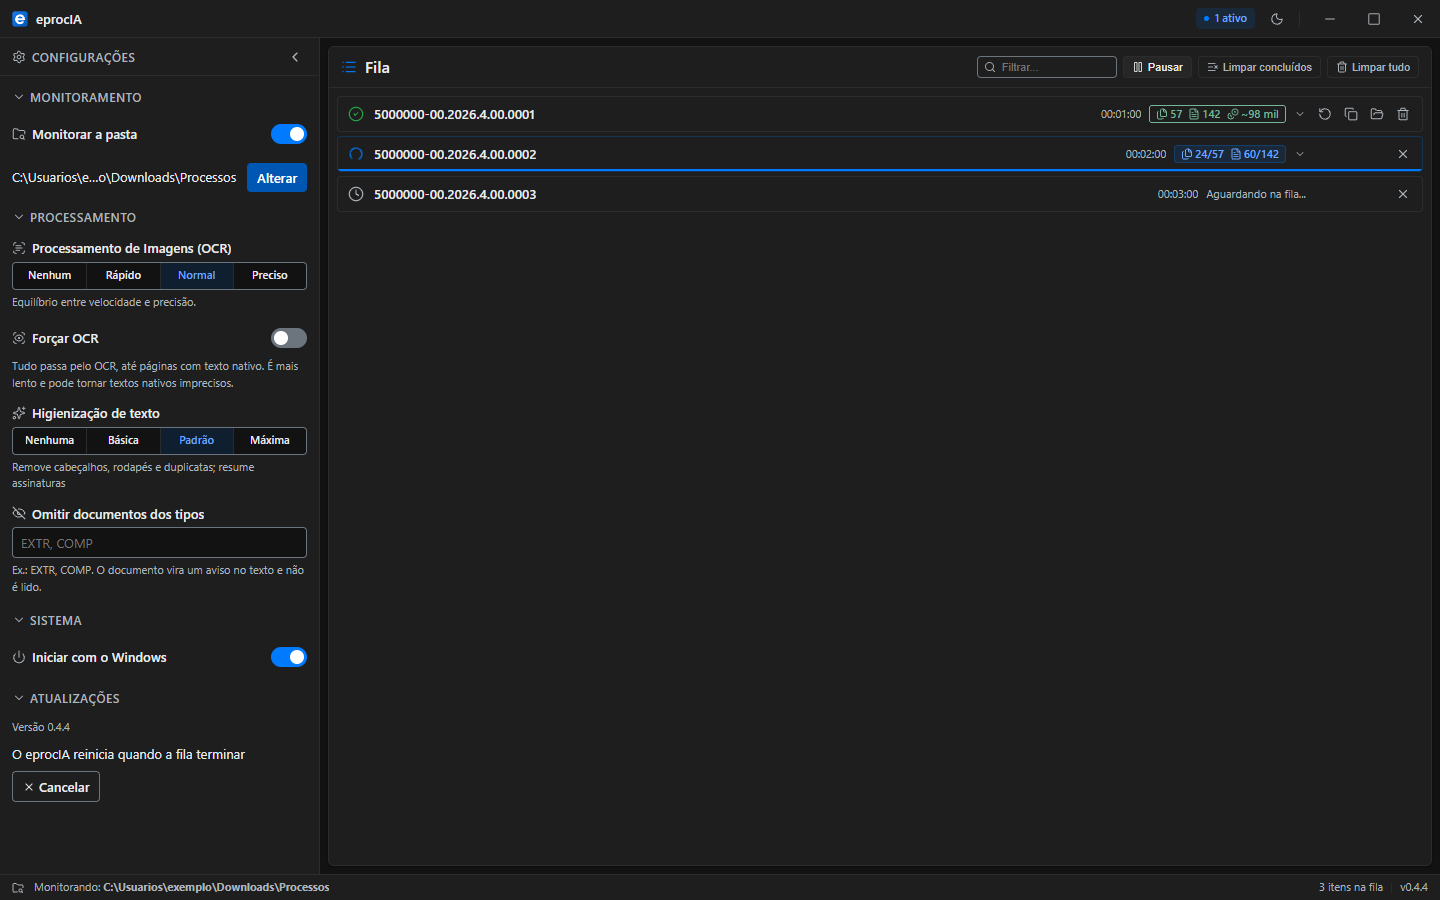 eprocIA
1 ativo
CONFIGURAÇÕES
MONITORAMENTO
Monitorar a pasta
C:\Usuarios\e...o\Downloads\Processos
Alterar
PROCESSAMENTO
Processamento de Imagens (OCR)
Nenhum Rápido Normal Preciso
Equilíbrio entre velocidade e precisão.
Forçar OCR
Tudo passa pelo OCR, até páginas com texto nativo. É mais
lento e pode tornar textos nativos imprecisos.
Higienização de texto
Nenhuma Básica Padrão Máxima
Remove cabeçalhos, rodapés e duplicatas; resume
assinaturas
Omitir documentos dos tipos
EXTR, COMP
Ex.: EXTR, COMP. O documento vira um aviso no texto e não
é lido.
SISTEMA
Iniciar com o Windows
ATUALIZAÇÕES
Versão 0.4.4
O eprocIA reinicia quando a fila terminar
Cancelar
Fila
Filtrar...
Pausar
Limpar concluídos
Limpar tudo
5000000-00.2026.4.00.0001 00:01:00 57 142 ~98 mil
5000000-00.2026.4.00.0002 00:02:00 24/57 60/142
5000000-00.2026.4.00.0003 00:03:00 Aguardando na fila...
Monitorando: C:\Usuarios\exemplo\Downloads\Processos
3 itens na fila
v0.4.4